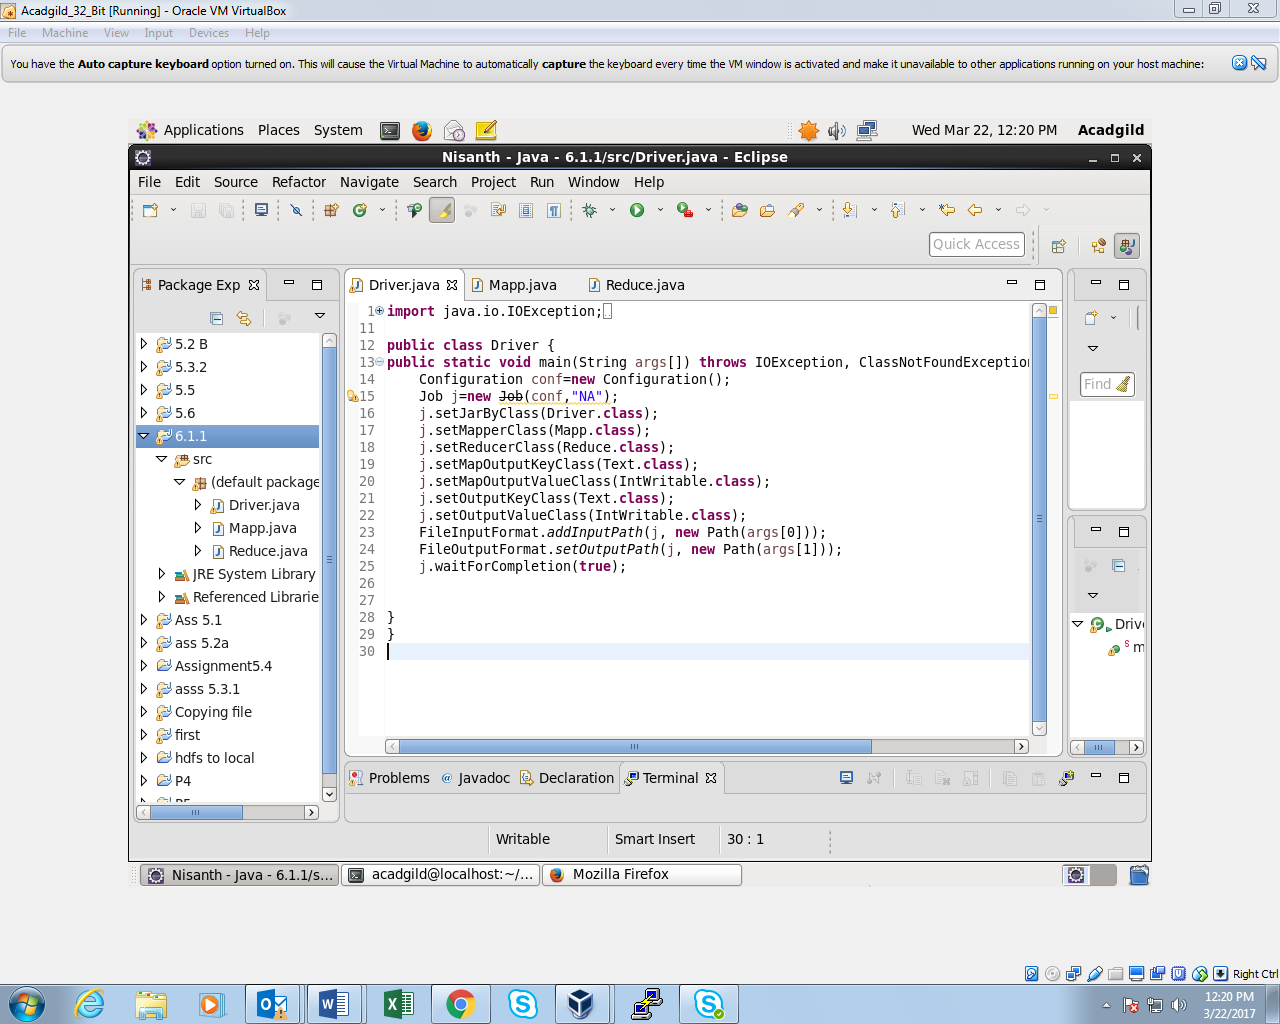 Acadgild_32_Bit [Running] - Oracle VM VirtualBox
File Machine View Input Devices Help
You have the Auto capture keyboard option turned on. This will cause the Virtual Machine to automatically capture the keyboard every time the VM window is activated and make it unavailable to other applications running on your host machine:
Applications Places System Wed Mar 22, 12:20 PM Acadgild
Nisanth - Java - 6.1.1/src/Driver.java - Eclipse
File Edit Source Refactor Navigate Search Project Run Window Help
Quick Access
Package Exp
5.2 B
5.3.2
5.5
5.6
6.1.1
src
(default package
Driver.java
Mapp.java
Reduce.java
JRE System Library
Referenced Librarie
Ass 5.1
ass 5.2a
Assignment5.4
asss 5.3.1
Copying file
first
hdfs to local
P4
Driver.java Mapp.java Reduce.java
1 import java.io.IOException;
11
12 public class Driver {
13 public static void main(String args[]) throws IOException, ClassNotFoundException
14 Configuration conf=new Configuration();
15 Job j=new Job(conf,"NA");
16 j.setJarByClass(Driver.class);
17 j.setMapperClass(Mapp.class);
18 j.setReducerClass(Reduce.class);
19 j.setMapOutputKeyClass(Text.class);
20 j.setMapOutputValueClass(IntWritable.class);
21 j.setOutputKeyClass(Text.class);
22 j.setOutputValueClass(IntWritable.class);
23 FileInputFormat.addInputPath(j, new Path(args[0]));
24 FileOutputFormat.setOutputPath(j, new Path(args[1]));
25 j.waitForCompletion(true);
26
27
28 }
29 }
30
Find
Drive
m
Problems Javadoc Declaration Terminal
Writable Smart Insert 30 : 1
Nisanth - Java - 6.1.1/s... acadgild@localhost:~/... Mozilla Firefox
Right Ctrl
12:20 PM
3/22/2017